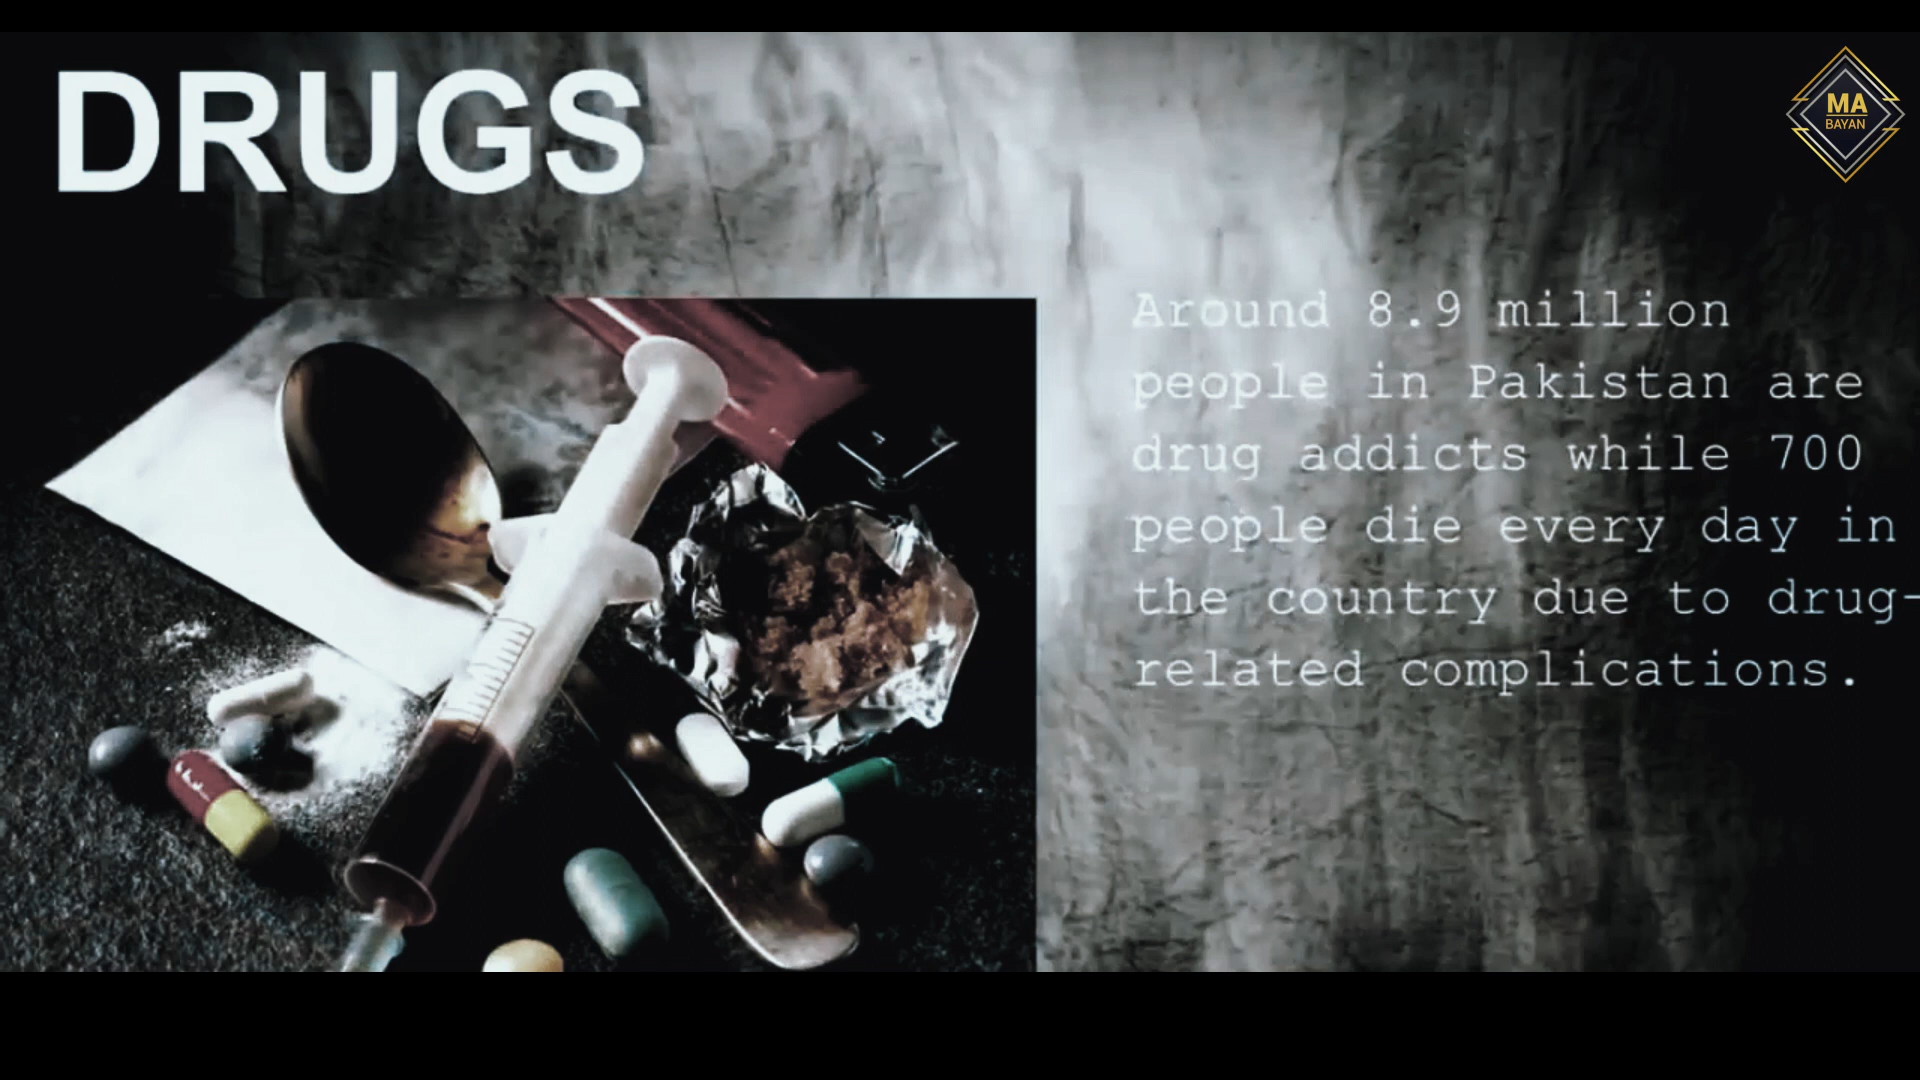 DRUGS
MA
BAYAN
Around 8.9 million
people in Pakistan are
drug addicts while 700
people die every day in
the country due to drug-
related complications.